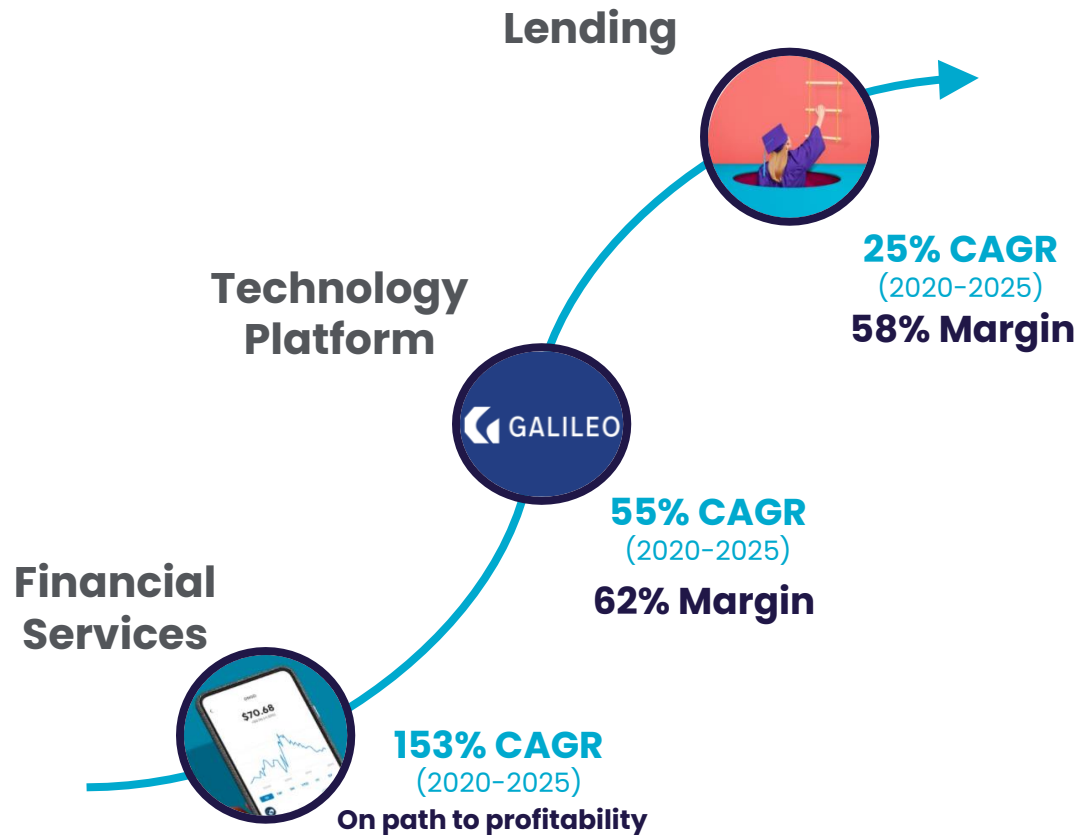 Lending
25% CAGR
(2020-2025)
58% Margin
Technology
Platform
GALILEO
55% CAGR
(2020-2025)
62% Margin
Financial
Services
$70.68
153% CAGR
(2020-2025)
On path to profitability